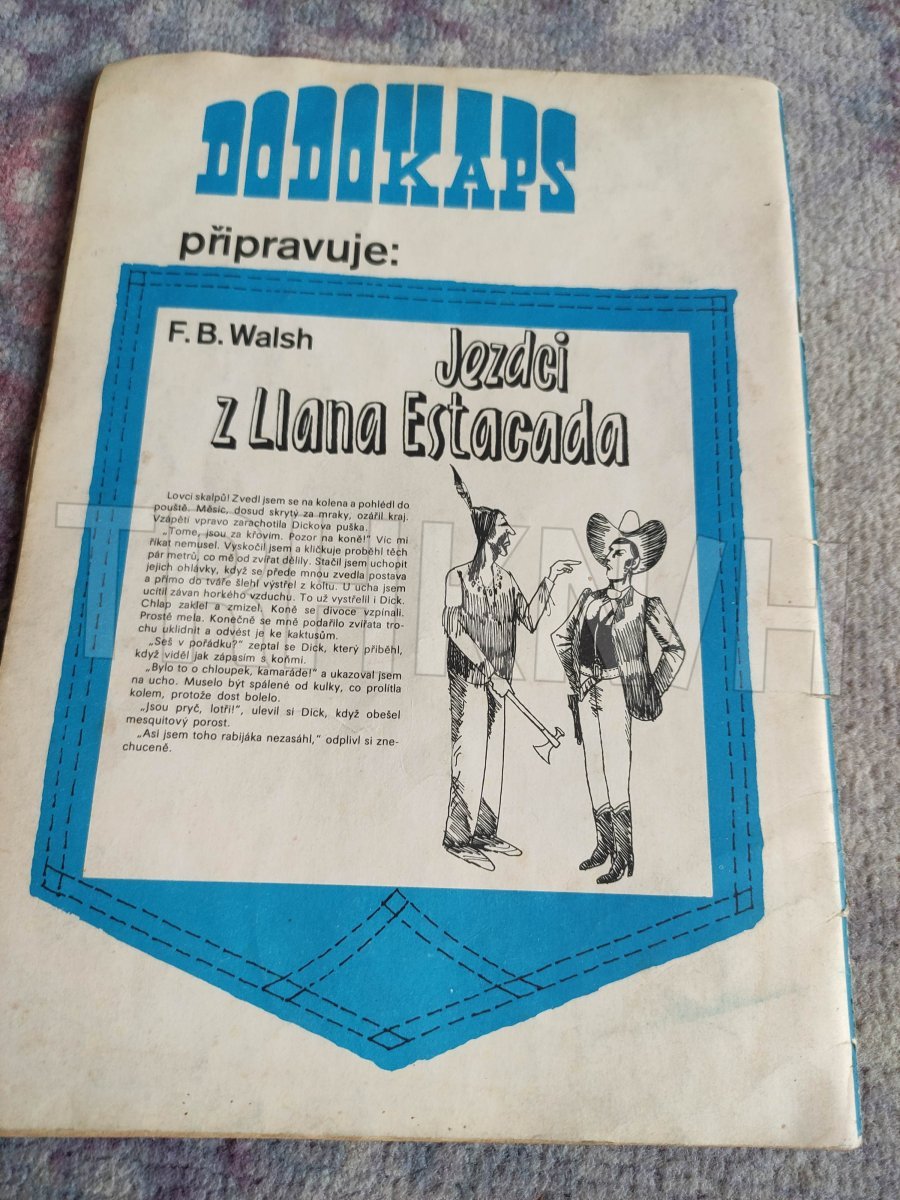 DODOKAPS
připravuje:
F. B. Walsh
Jezdci
z Llana Estacada
Lovci skalpů! Zvedl jsem se na kolena a pohlédl do
pouště. Měsíc, dosud skrytý za mraky, ozářil kraj.
Vzápětí vpravo zarachotila Dickova puška.
„Tome, jsou za křovím. Pozor na koně!" Víc mi
říkat nemusel. Vyskočil jsem a kličkuje proběhl těch
pár metrů, co mě od zvířat dělily. Stačil jsem uchopit
jejich ohlávky, když se přede mnou zvedla postava
a přímo do tváře šlehl výstřel z koltu. U ucha jsem
ucítil závan horkého vzduchu. To už vystřelil i Dick.
Chlap zaklel a zmizel. Koně se divoce vzpínali.
Prostě mela. Konečně se mně podařilo zvířata tro-
chu uklidnit a odvést je ke kaktusům.
„Seš v pořádku?" zeptal se Dick, který přiběhl,
když viděl jak zápasím s koňmi.
„Bylo to o chloupek, kamaráde!" a ukazoval jsem
na ucho. Muselo být spálené od kulky, co prolítla
kolem, protože dost bolelo.
„Jsou pryč, lotři!", ulevil si Dick, když obešel
mesquitový porost.
„Asi jsem toho rabijáka nezasáhl," odplivl si zne-
chuceně.